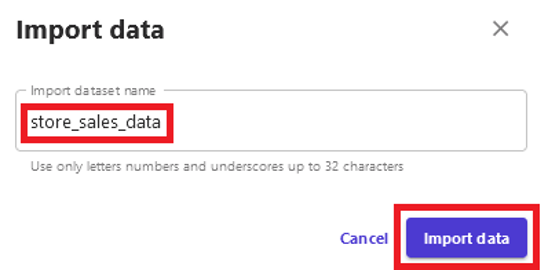 Import data
Import dataset name
store_sales_data
Use only letters numbers and underscores up to 32 characters
Cancel
Import data